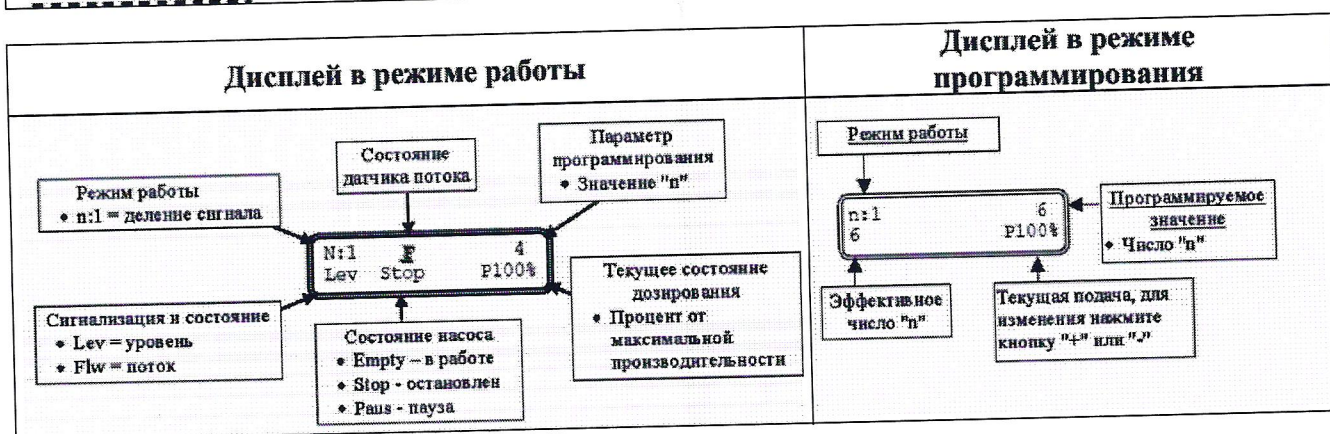 Дисплей в режиме работы
Дисплей в режиме
программирования
Режим работы
• n:1 = деление сигнала
Состояние
датчика потока
Параметр
программирования
• Значение "n"
N:1 F 4
Lev Stop P100%
Сигнализация и состояние
• Lev = уровень
• Flw = поток
Состояние насоса
• Empty – в работе
• Stop - остановлен
• Paus - пауза
Текущее состояние
дозирования
• Процент от
максимальной
производительности
Режим работы
n:1 6
6 P100%
Программируемое
значение
• Число "n"
Эффективное
число "n"
Текущая подача, для
изменения нажмите
кнопку "+" или "-"